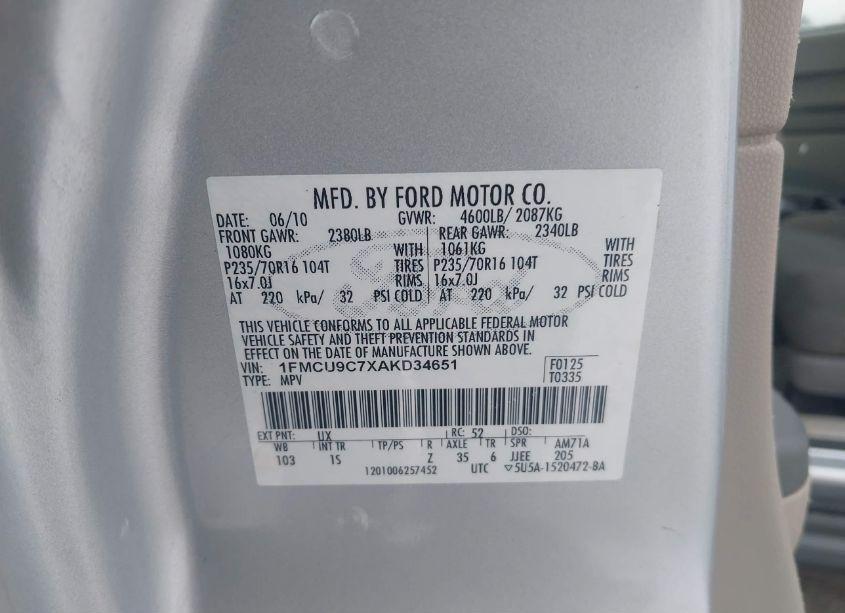 MFD. BY FORD MOTOR CO.
DATE: 06/10 GVWR: 4600LB/ 2087KG
FRONT GAWR: 2380LB REAR GAWR: 2340LB
1080KG WITH 1061KG WITH
P235/70R16 104T TIRES P235/70R16 104T TIRES
16x7.0J RIMS 16x7.0J RIMS
AT 220 kPa/ 32 PSI COLD AT 220 kPa/ 32 PSI COLD
THIS VEHICLE CONFORMS TO ALL APPLICABLE FEDERAL MOTOR
VEHICLE SAFETY AND THEFT PREVENTION STANDARDS IN
EFFECT ON THE DATE OF MANUFACTURE SHOWN ABOVE.
VIN: 1FMCU9C7XAKD34651 F0125
TYPE: MPV T0335
EXT PNT: UX RC: 52 DSO:
WB INT TR TP/PS R AXLE TR SPR AM71A
103 1S Z 35 6 JJEE 205
1201006257452 UTC ▽5U5A-1520472-BA